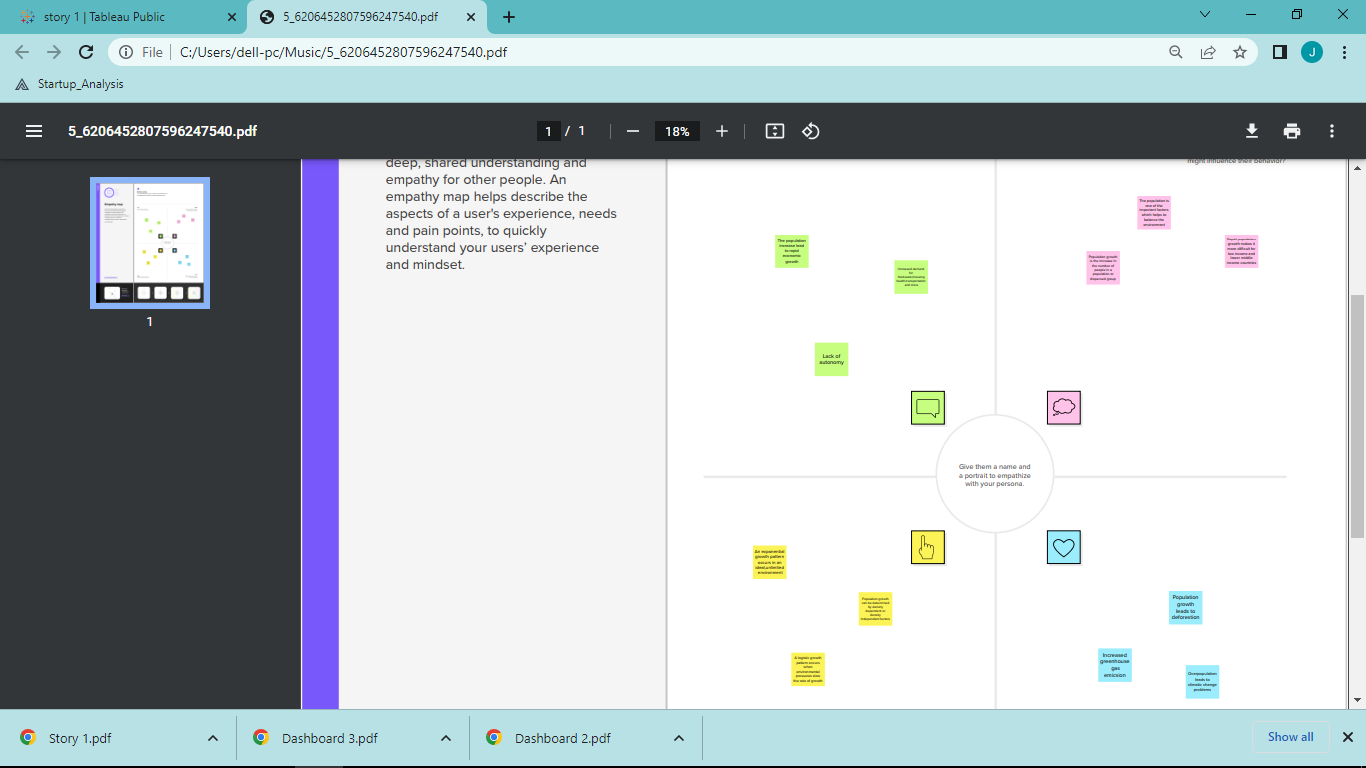 story 1 | Tableau Public
5_6206452807596247540.pdf
File
C:/Users/dell-pc/Music/5_6206452807596247540.pdf
J
Startup_Analysis
5_6206452807596247540.pdf
1 / 1
18%
1
deep, shared understanding and
empathy for other people. An
empathy map helps describe the
aspects of a user's experience, needs
and pain points, to quickly
understand your users' experience
and mindset.
might influence their behavior?
The population
increase lead
to rapid
economic
growth
Increased demand
for
Lack of
autonomy
The population is
one of the
important factors
which helps to
balance the
environment
Population growth
is the increase in
the number of
people in a
population or
dispersed group
Rapid population
growth makes it
more difficult for
low income and
lower middle
income countries
Give them a name and
a portrait to empathize
with your persona.
An exponential
growth pattern
occurs in an
ideal,unlimited
environment
Population growth
can be determined
by density
dependent or
density
independent factors
A logistic growth
pattern occurs
when
environmental
pressures slow
the rate of growth
Population
growth
leads to
deforestion
Increased
greenhouse
gas
emicsion
Overpopulation
leads to
climatic change
problems
Story 1.pdf
Dashboard 3.pdf
Dashboard 2.pdf
Show all